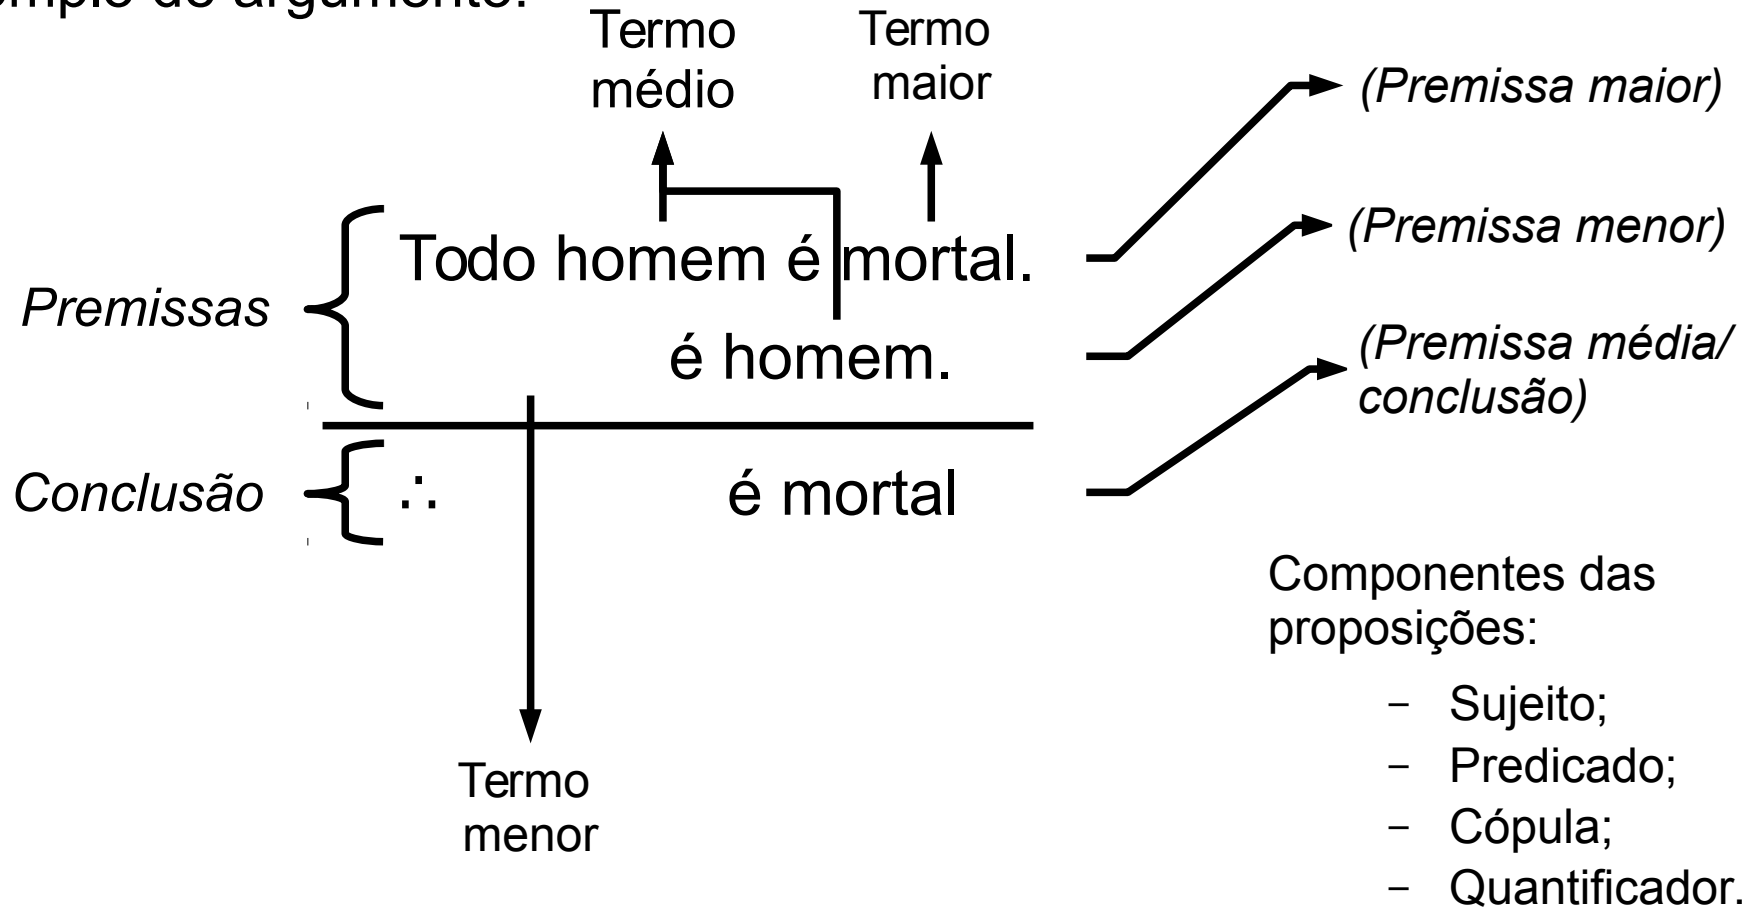 argumento:
Termo
médio
Termo
maior
(Premissa maior)
(Premissa menor)
(Premissa média/
conclusão)
Premissas
Todo homem é mortal.
é homem.
Conclusão
∴
é mortal
Termo
menor
Componentes das
proposições:
– Sujeito;
– Predicado;
– Cópula;
– Quantificador.